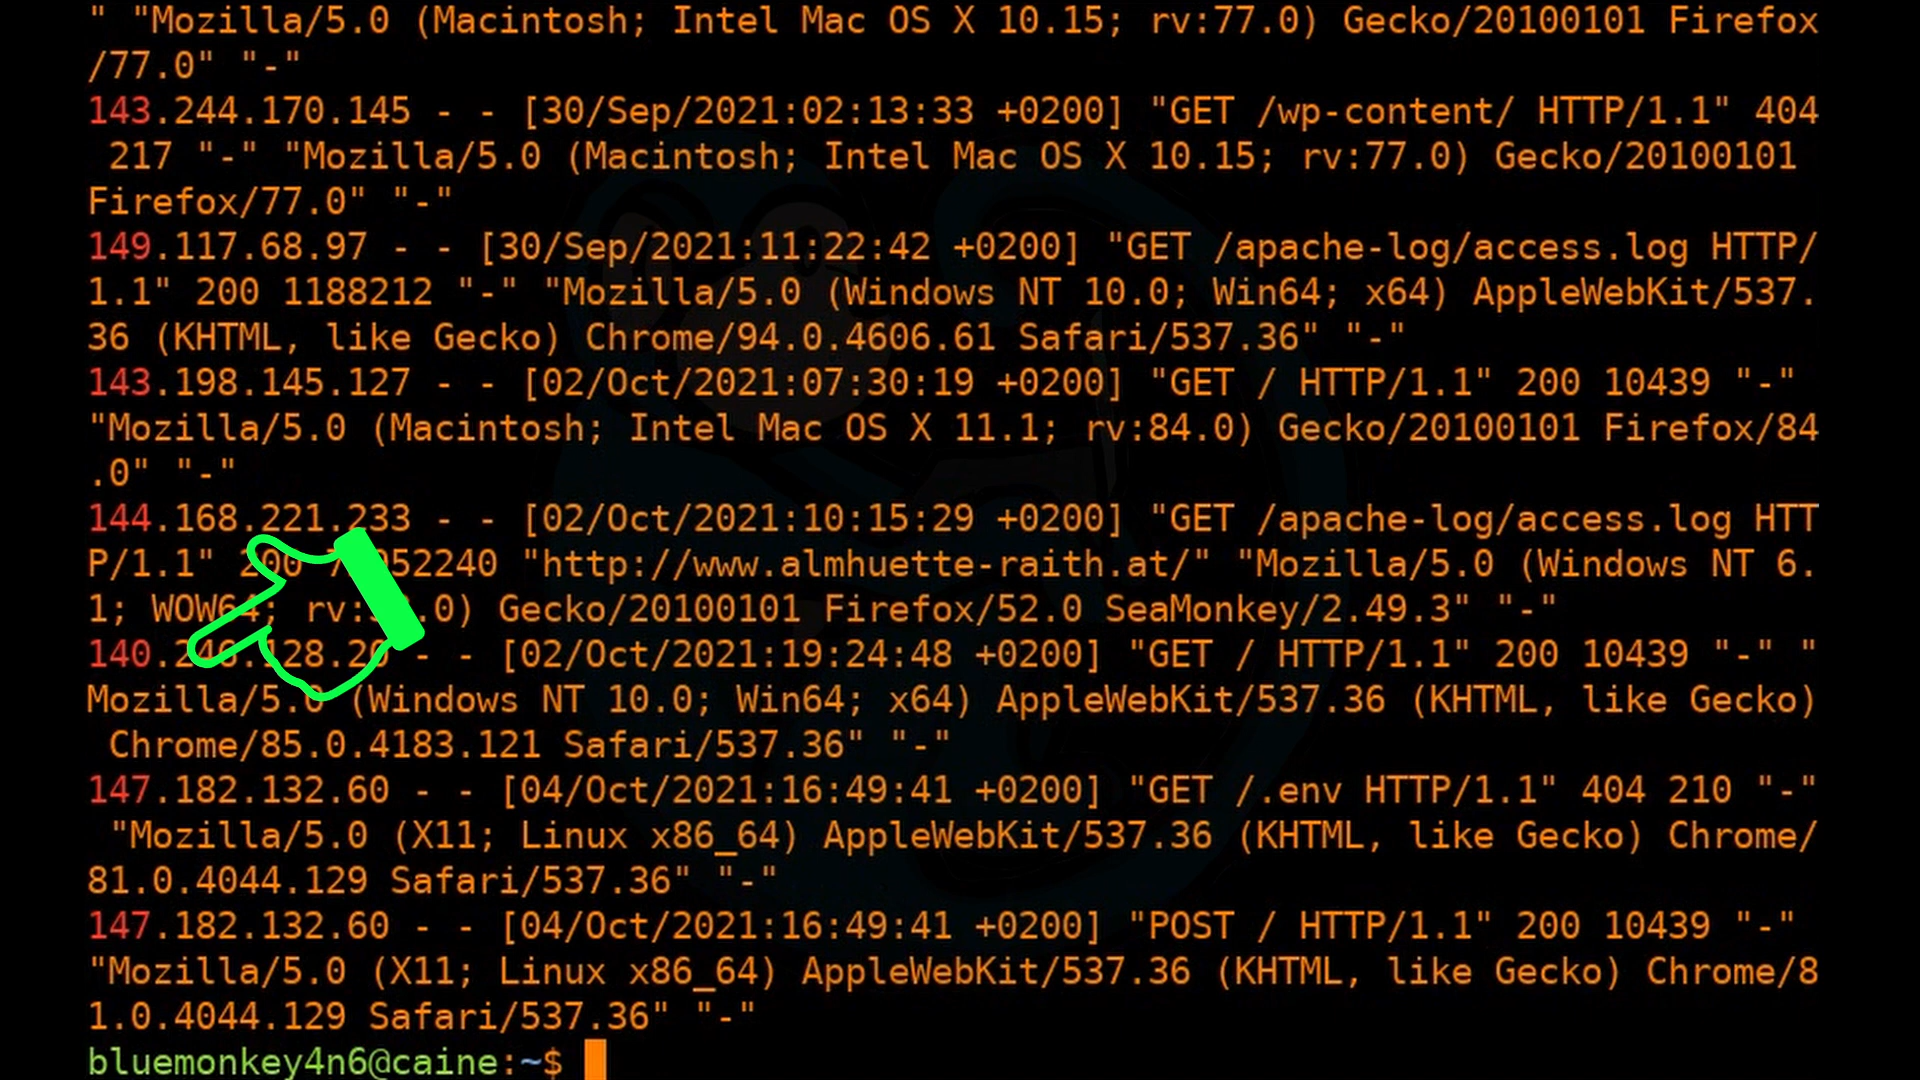 " "Mozilla/5.0 (Macintosh; Intel Mac OS X 10.15; rv:77.0) Gecko/20100101 Firefox
/77.0" "-"
143.244.170.145 - - [30/Sep/2021:02:13:33 +0200] "GET /wp-content/ HTTP/1.1" 404
217 "-" "Mozilla/5.0 (Macintosh; Intel Mac OS X 10.15; rv:77.0) Gecko/20100101
Firefox/77.0" "-"
149.117.68.97 - - [30/Sep/2021:11:22:42 +0200] "GET /apache-log/access.log HTTP/
1.1" 200 1188212 "-" "Mozilla/5.0 (Windows NT 10.0; Win64; x64) AppleWebKit/537.
36 (KHTML, like Gecko) Chrome/94.0.4606.61 Safari/537.36" "-"
143.198.145.127 - - [02/Oct/2021:07:30:19 +0200] "GET / HTTP/1.1" 200 10439 "-"
"Mozilla/5.0 (Macintosh; Intel Mac OS X 11.1; rv:84.0) Gecko/20100101 Firefox/84
.0" "-"
144.168.221.233 - - [02/Oct/2021:10:15:29 +0200] "GET /apache-log/access.log HTT
P/1.1" 200 "http://www.almhuette-raith.at/" "Mozilla/5.0 (Windows NT 6.
1; WOW64; Gecko/20100101 Firefox/52.0 SeaMonkey/2.49.3" "-"
- - [02/Oct/2021:19:24:48 +0200] "GET / HTTP/1.1" 200 10439 "-" "
Mozilla/5.0 (Windows NT 10.0; Win64; x64) AppleWebKit/537.36 (KHTML, like Gecko)
Chrome/85.0.4183.121 Safari/537.36" "-"
147.182.132.60 - - [04/Oct/2021:16:49:41 +0200] "GET /.env HTTP/1.1" 404 210 "-"
"Mozilla/5.0 (X11; Linux x86_64) AppleWebKit/537.36 (KHTML, like Gecko) Chrome/
81.0.4044.129 Safari/537.36" "-"
147.182.132.60 - - [04/Oct/2021:16:49:41 +0200] "POST / HTTP/1.1" 200 10439 "-"
"Mozilla/5.0 (X11; Linux x86_64) AppleWebKit/537.36 (KHTML, like Gecko) Chrome/8
1.0.4044.129 Safari/537.36" "-"
bluemonkey4n6@caine:~$